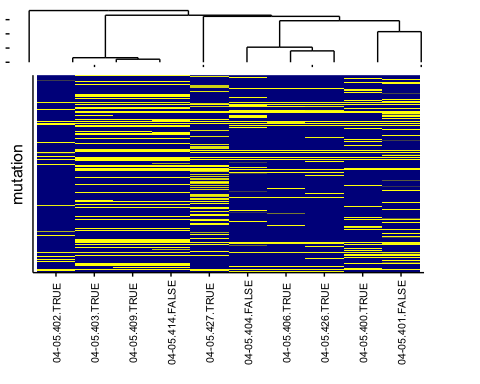 mutation
04-05.402.TRUE
04-05.403.TRUE
04-05.409.TRUE
04-05.414.FALSE
04-05.427.TRUE
04-05.404.FALSE
04-05.406.TRUE
04-05.426.TRUE
04-05.400.TRUE
04-05.401.FALSE